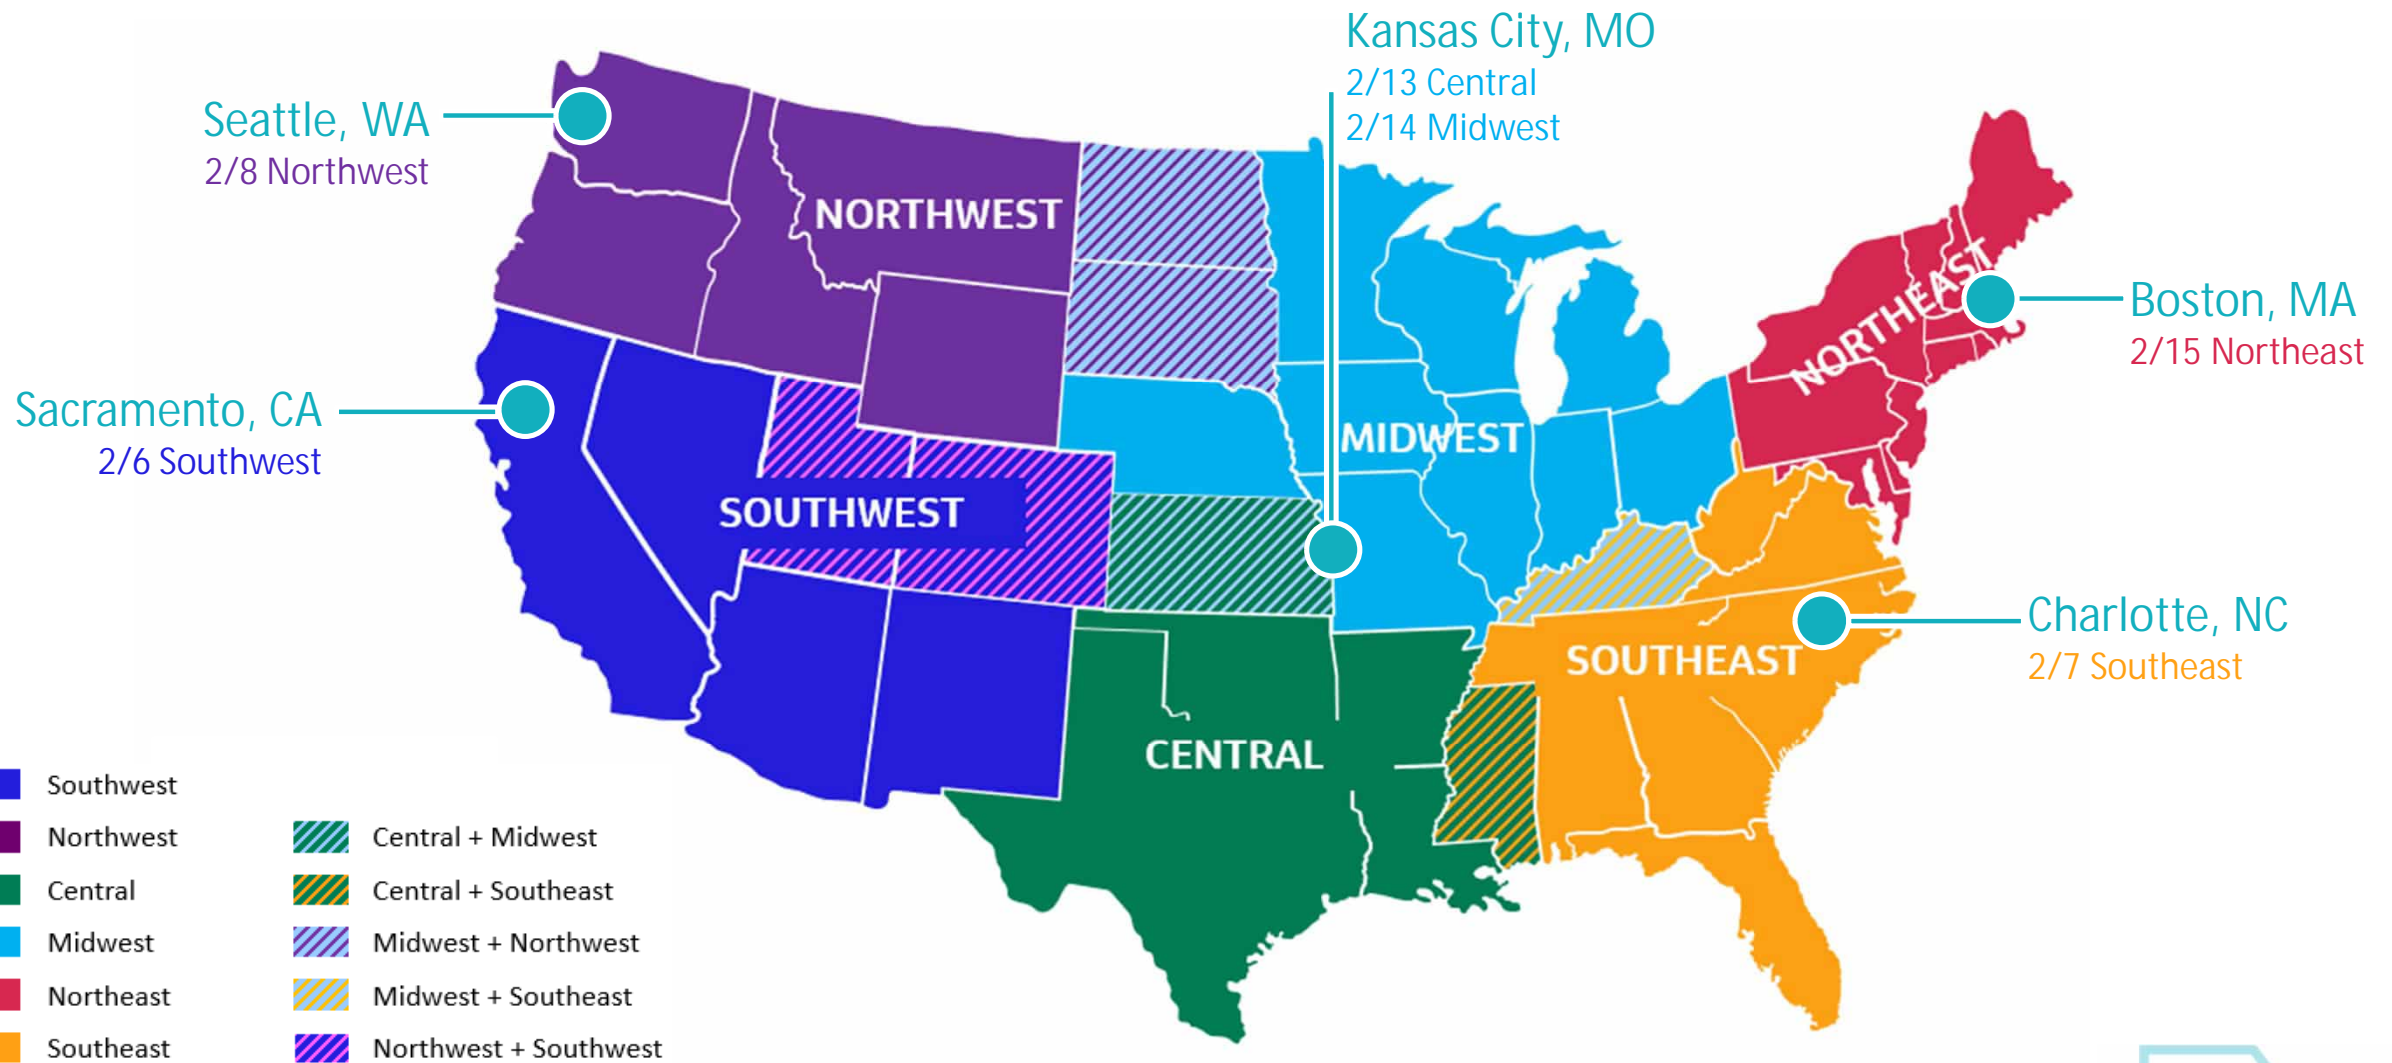 Kansas City, MO
2/13 Central
2/14 Midwest
Seattle, WA
2/8 Northwest
NORTHWEST
NORTHEAST
Boston, MA
2/15 Northeast
Sacramento, CA
2/6 Southwest
MIDWEST
SOUTHWEST
Charlotte, NC
2/7 Southeast
SOUTHEAST
CENTRAL
Southwest
Northwest
Central
Midwest
Northeast
Southeast
Central + Midwest
Central + Southeast
Midwest + Northwest
Midwest + Southeast
Northwest + Southwest